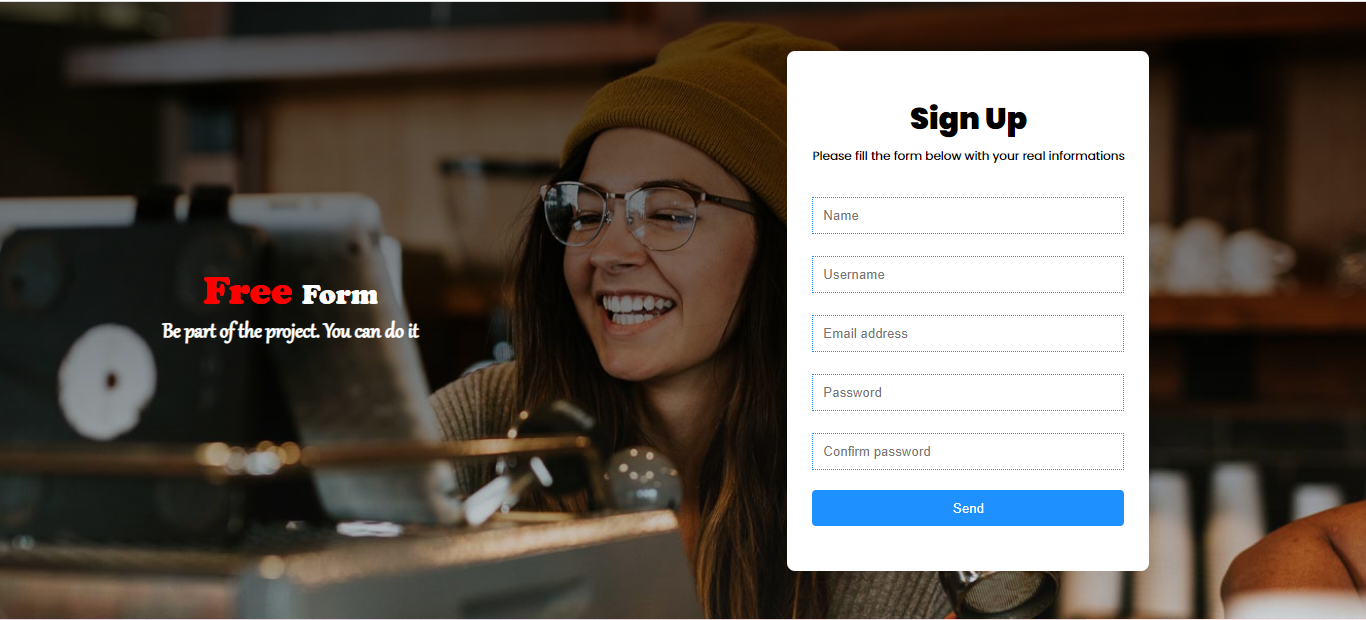 Free Form
Be part of the project. You can do it
Sign Up
Please fill the form below with your real informations
Name
Username
Email address
Password
Confirm password
Send